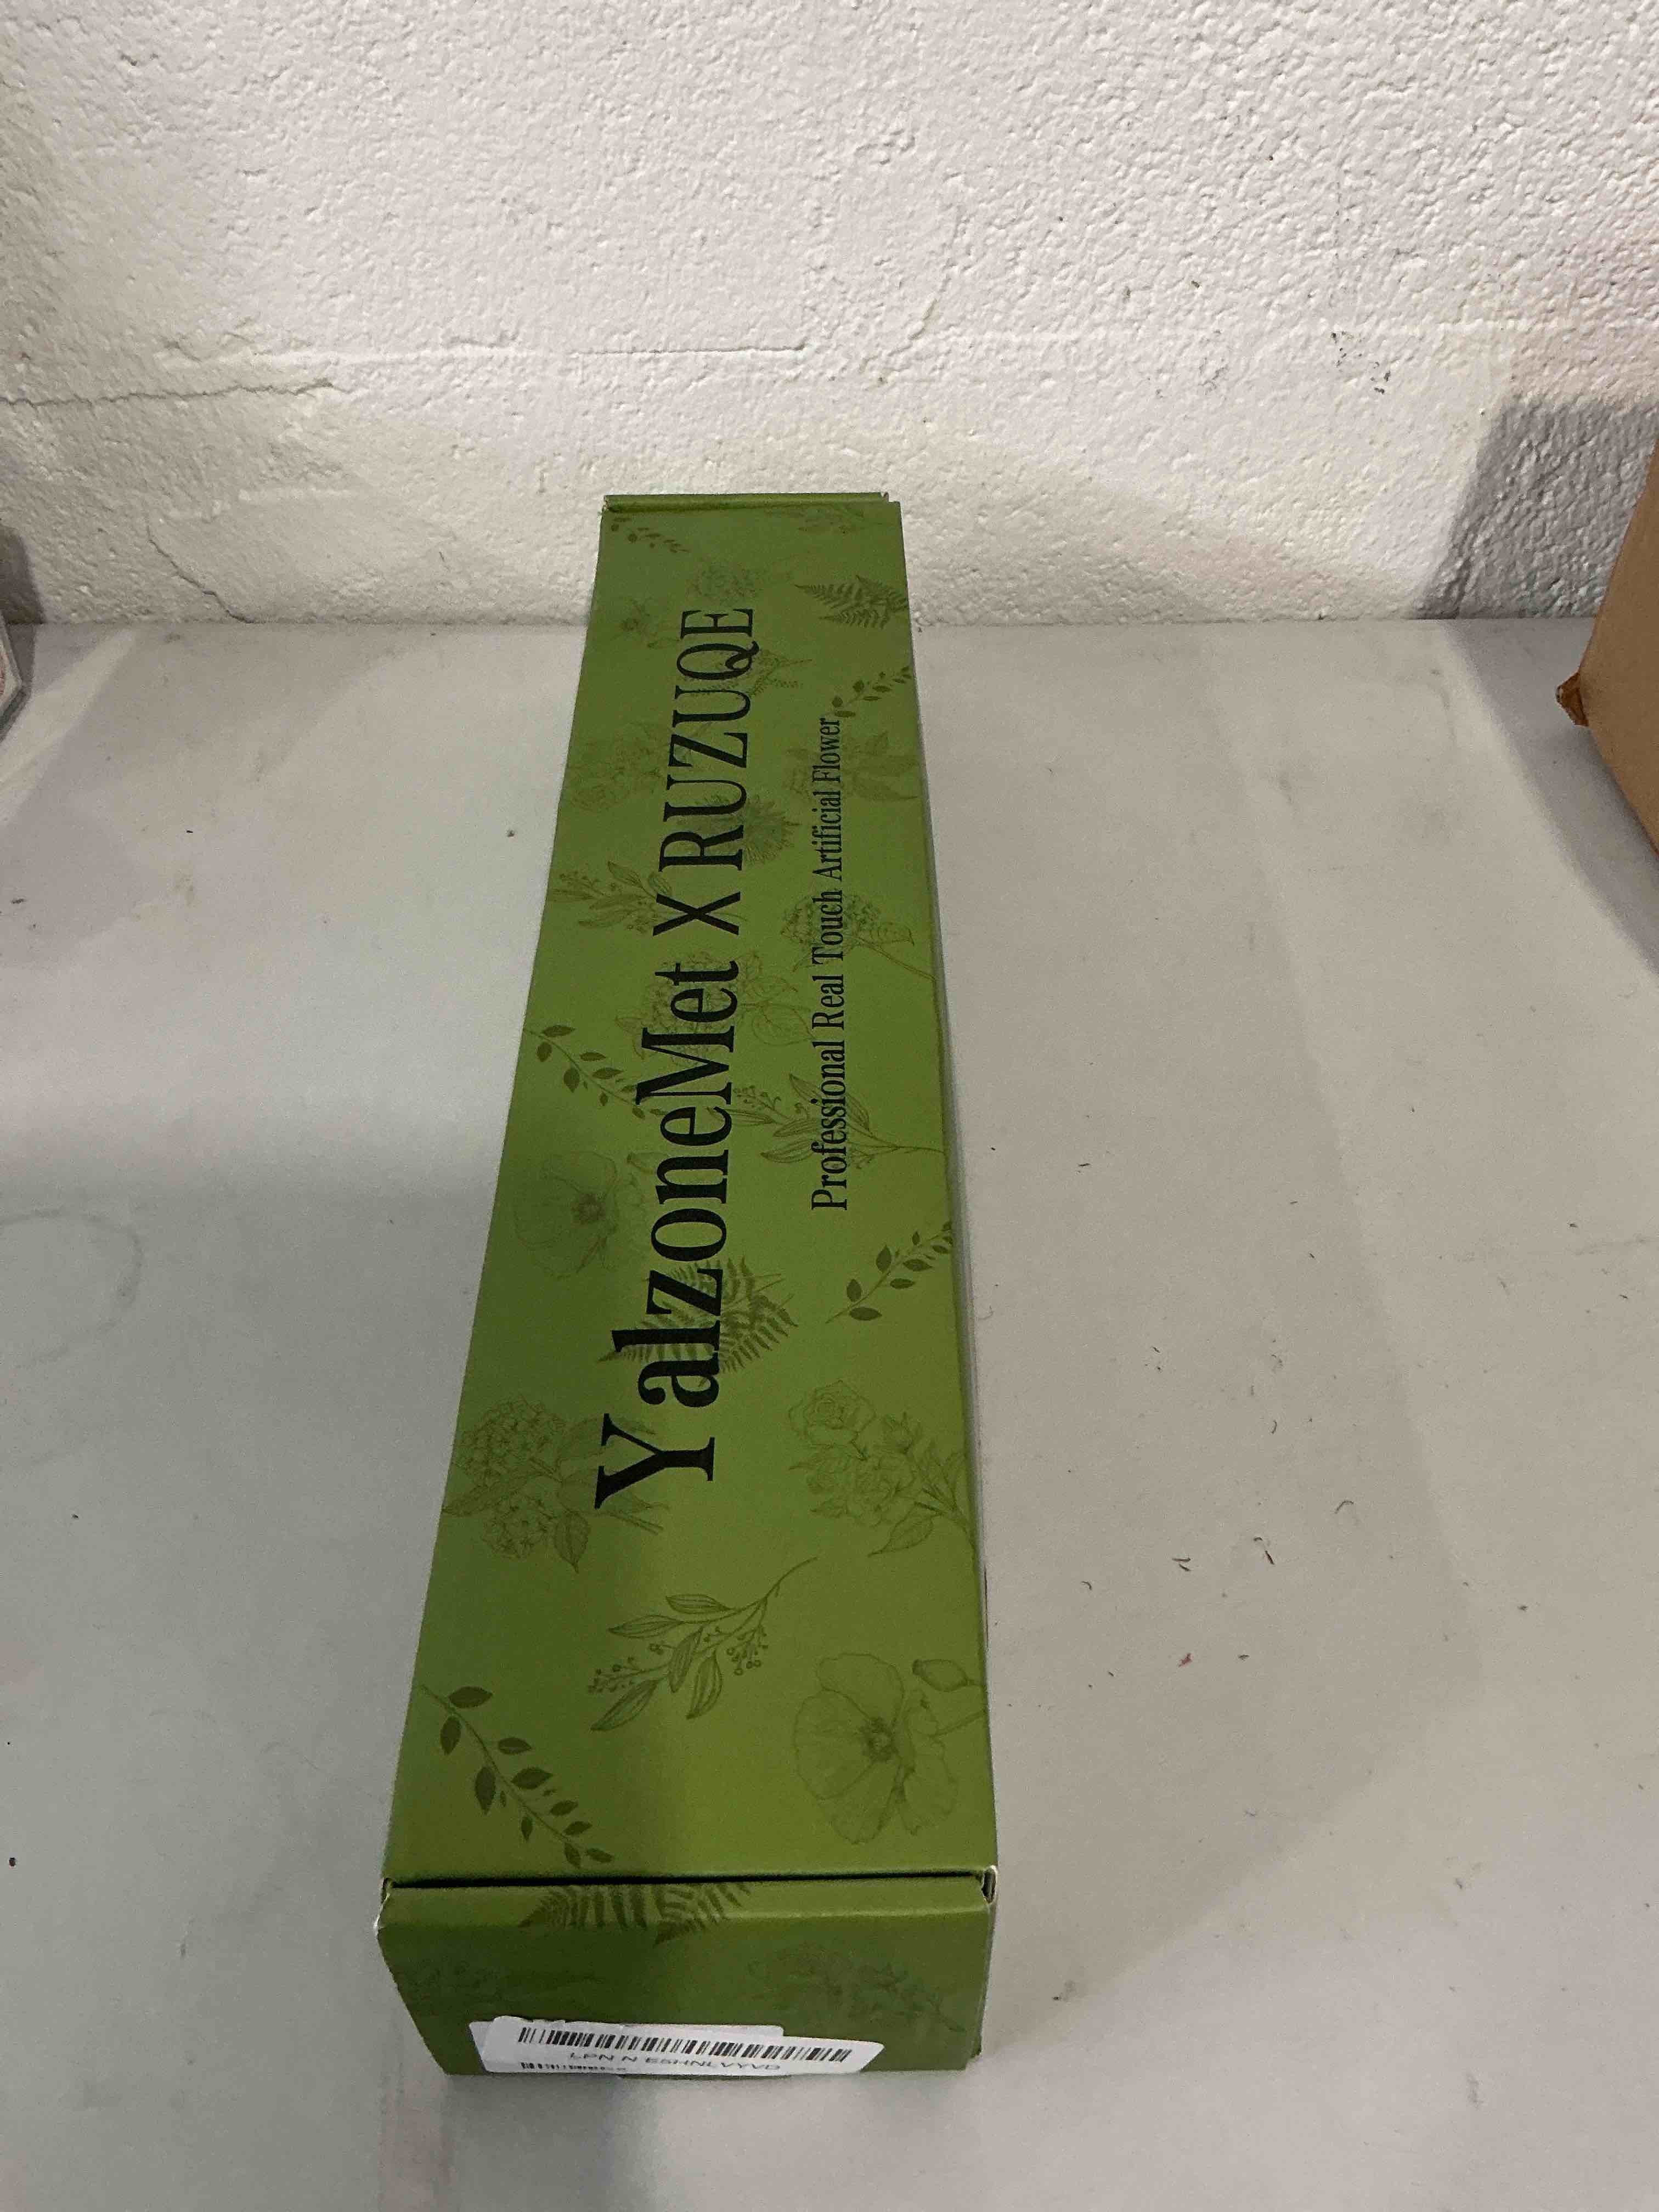 YalzoneMet X RUZUQE
Professional Real Touch Artificial Flower